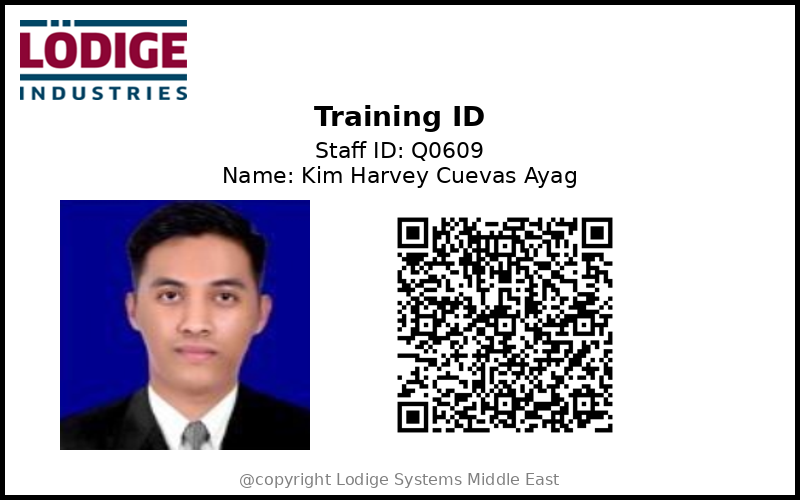 LÖDIGE
INDUSTRIES
Training ID
Staff ID: Q0609
Name: Kim Harvey Cuevas Ayag
@copyright Lodige Systems Middle East